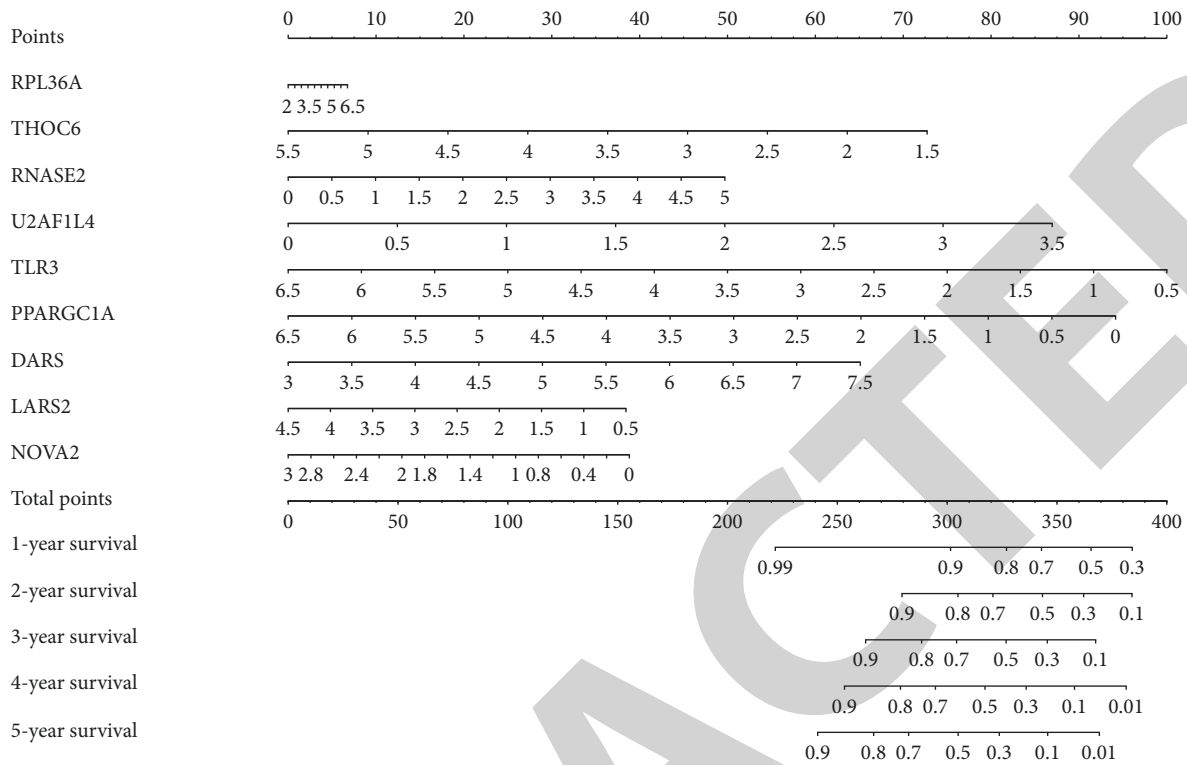 0 10 20 30 40 50 60 70 80 90 100
Points
RPL36A
2 3.5 5 6.5
THOC6
5.5 5 4.5 4 3.5 3 2.5 2 1.5
RNASE2
0 0.5 1 1.5 2 2.5 3 3.5 4 4.5 5
U2AF1L4
0 0.5 1 1.5 2 2.5 3 3.5
TLR3
6.5 6 5.5 5 4.5 4 3.5 3 2.5 2 1.5 1 0.5
PPARGC1A
6.5 6 5.5 5 4.5 4 3.5 3 2.5 2 1.5 1 0.5 0
DARS
3 3.5 4 4.5 5 5.5 6 6.5 7 7.5
LARS2
4.5 4 3.5 3 2.5 2 1.5 1 0.5
NOVA2
3 2.8 2.4 2 1.8 1.4 1 0.8 0.4 0
Total points
0 50 100 150 200 250 300 350 400
1-year survival
0.99 0.9 0.8 0.7 0.5 0.3
2-year survival
0.9 0.8 0.7 0.5 0.3 0.1
3-year survival
0.9 0.8 0.7 0.5 0.3 0.1
4-year survival
0.9 0.8 0.7 0.5 0.3 0.1 0.01
5-year survival
0.9 0.8 0.7 0.5 0.3 0.1 0.01